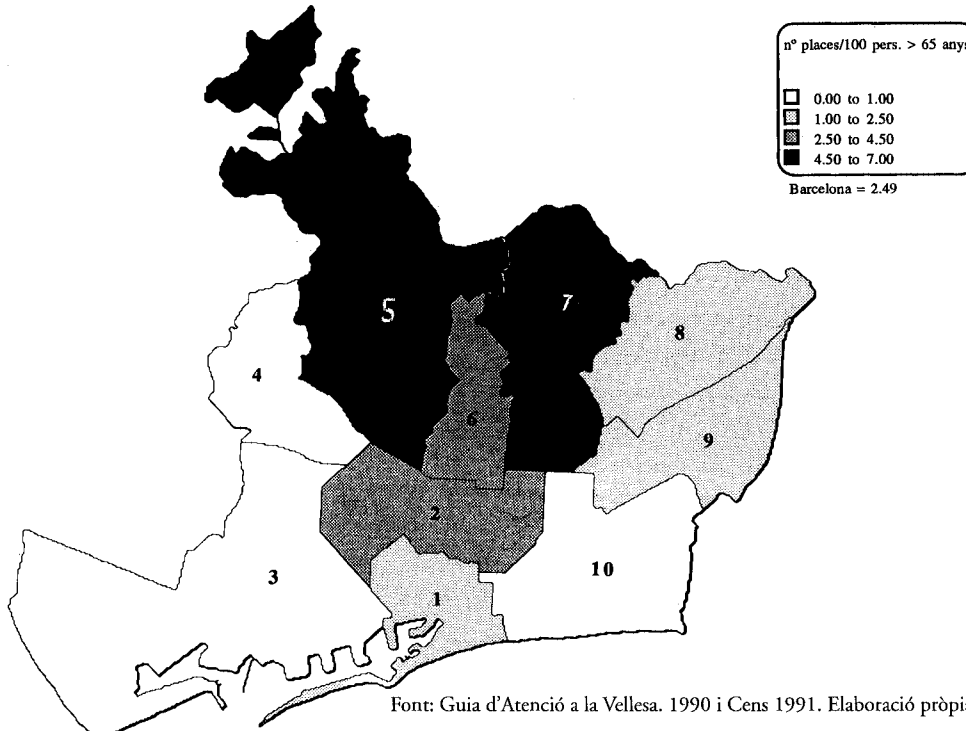 nº places/100 pers. > 65 anys
0.00 to 1.00
1.00 to 2.50
2.50 to 4.50
4.50 to 7.00
Barcelona = 2.49
5
7
8
4
6
9
2
3
10
1
Font: Guia d'Atenció a la Vellesa. 1990 i Cens 1991. Elaboració pròpia